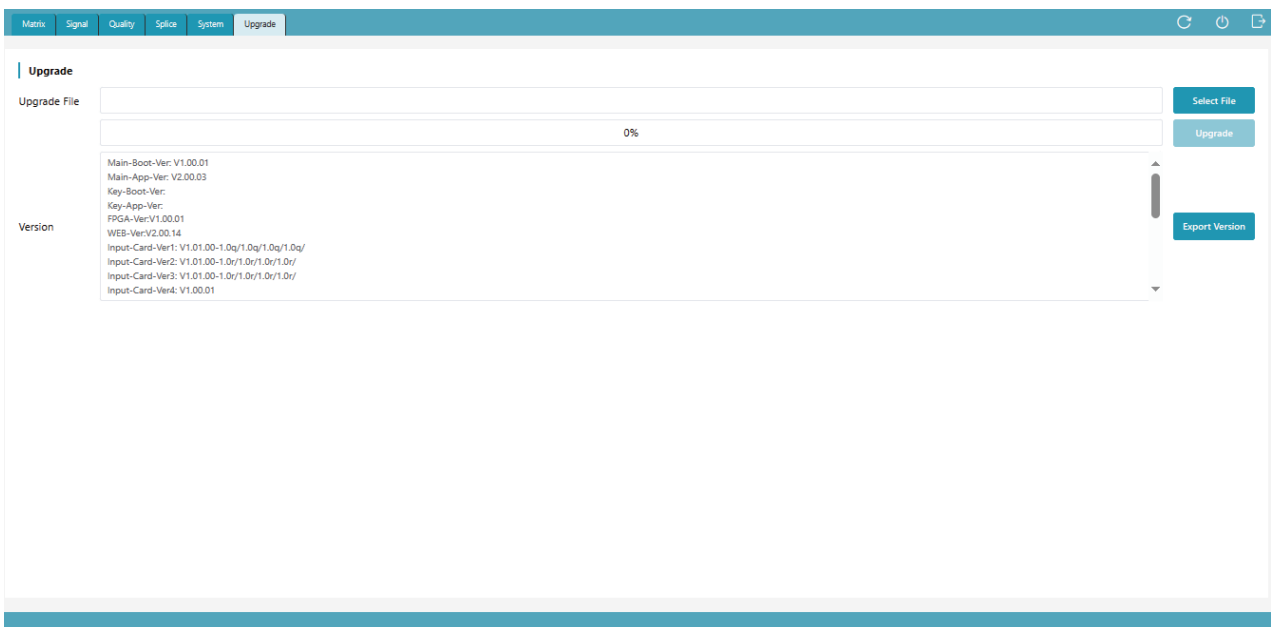 Matrix Signal Quality Splice System Upgrade
Upgrade
Upgrade File
Select File
0%
Upgrade
Version
Main-Boot-Ver: V1.00.01
Main-App-Ver: V2.00.03
Key-Boot-Ver:
Key-App-Ver:
FPGA-Ver:V1.00.01
WEB-Ver:V2.00.14
Input-Card-Ver1: V1.01.00-1.0q/1.0q/1.0q/1.0q/
Input-Card-Ver2: V1.01.00-1.0r/1.0r/1.0r/1.0r/
Input-Card-Ver3: V1.01.00-1.0r/1.0r/1.0r/1.0r/
Input-Card-Ver4: V1.00.01
Export Version